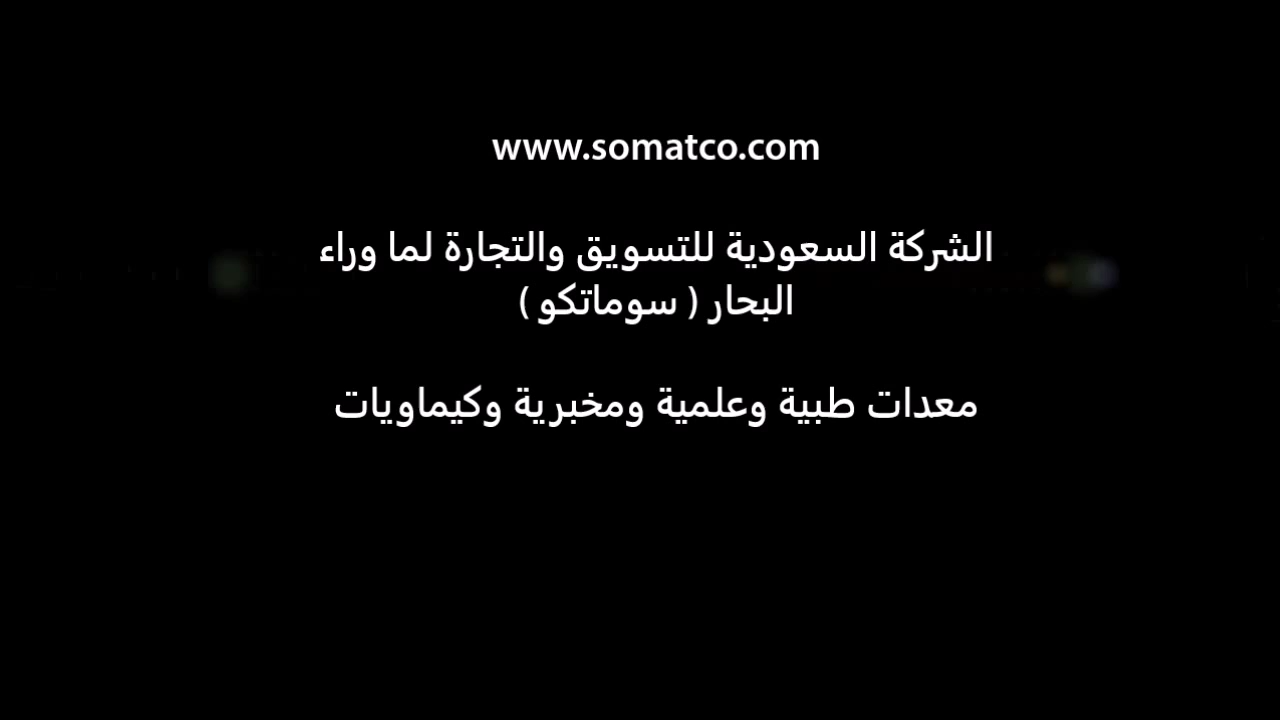 www.somatco.com
الشركة السعودية للتسويق والتجارة لما وراء
البحار ( سوماتكو )
معدات طبية وعلمية ومخبرية وكيماويات